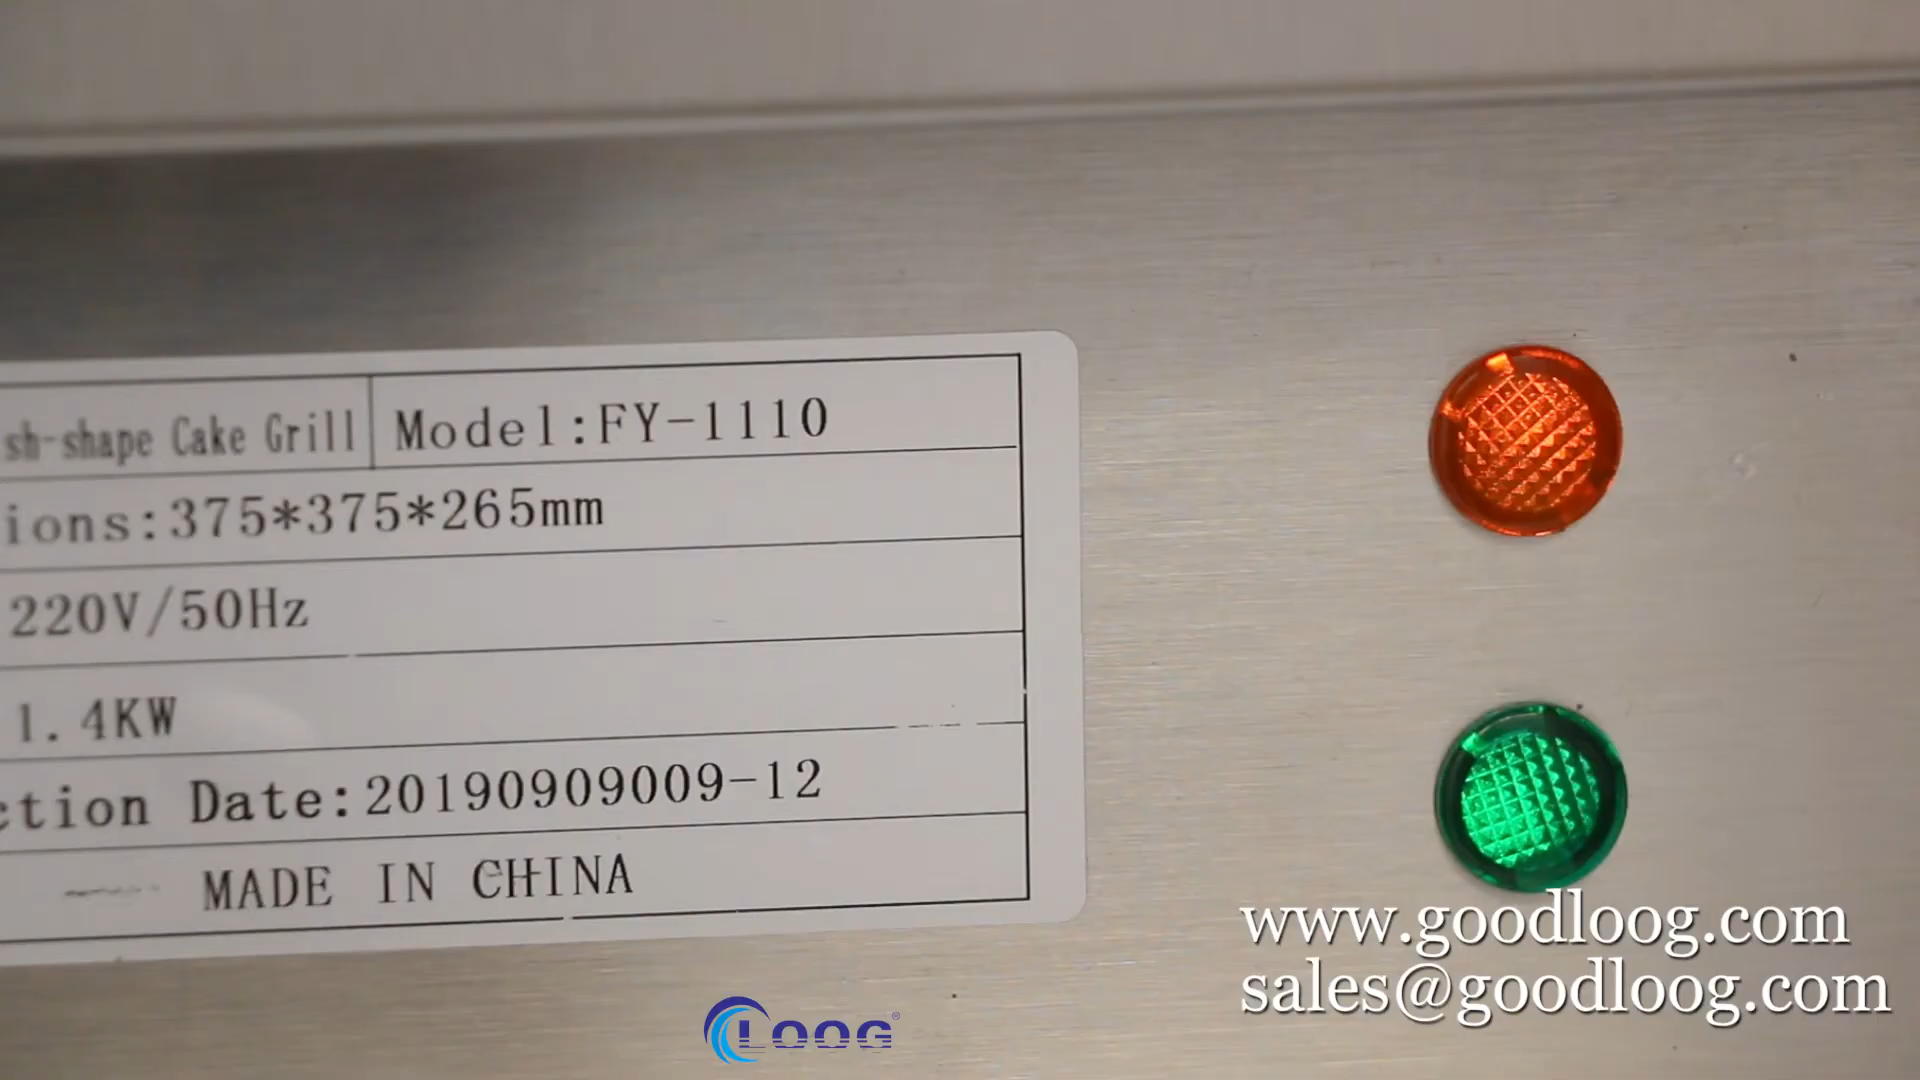 sh-shape Cake Grill Model:FY-1110
ions:375*375*265mm
220V/50Hz
1.4KW
ction Date:20190909009-12
MADE IN CHINA
www.goodloog.com
sales@goodloog.com
LOOG®